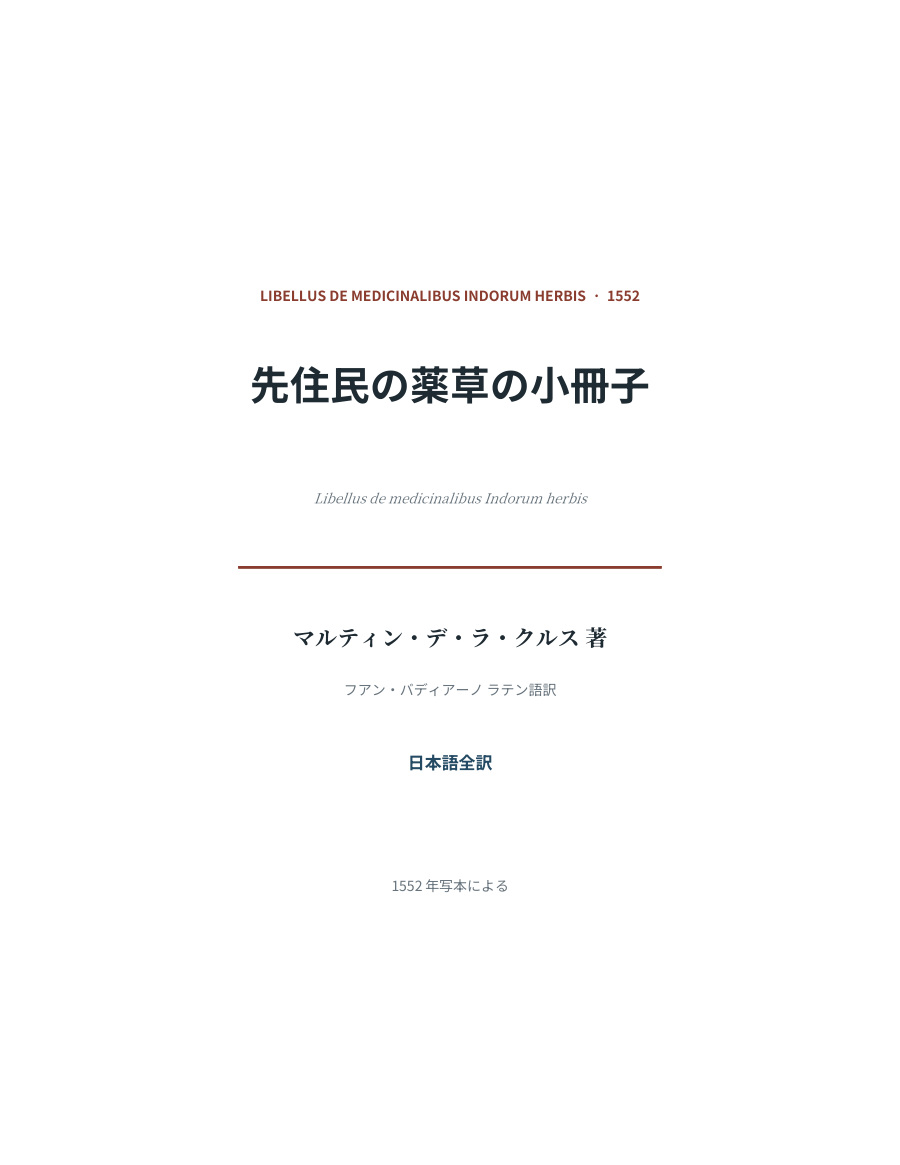 LIBELLUS DE MEDICINALIBUS INDORUM HERBIS · 1552
先住民の薬草の小冊子
Libellus de medicinalibus Indorum herbis
マルティン・デ・ラ・クルス 著
フアン・バディアーノ ラテン語訳
日本語全訳
1552 年写本による